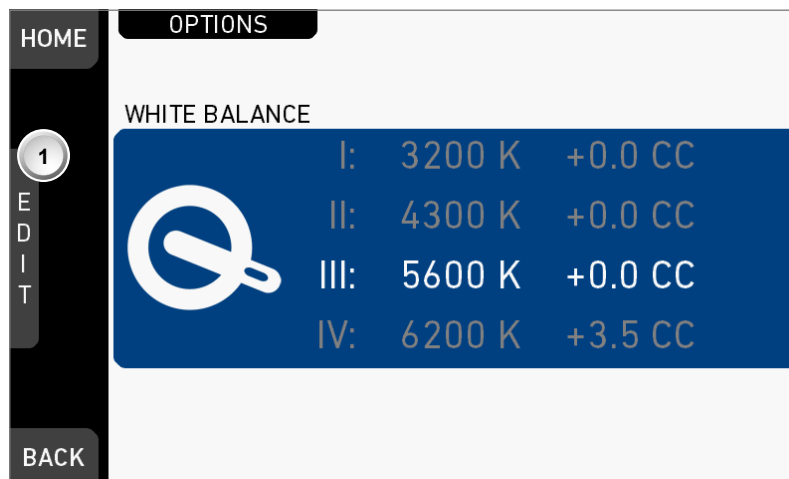 HOME
OPTIONS
WHITE BALANCE
1
EDIT
I: 3200 K +0.0 CC
II: 4300 K +0.0 CC
III: 5600 K +0.0 CC
IV: 6200 K +3.5 CC
BACK